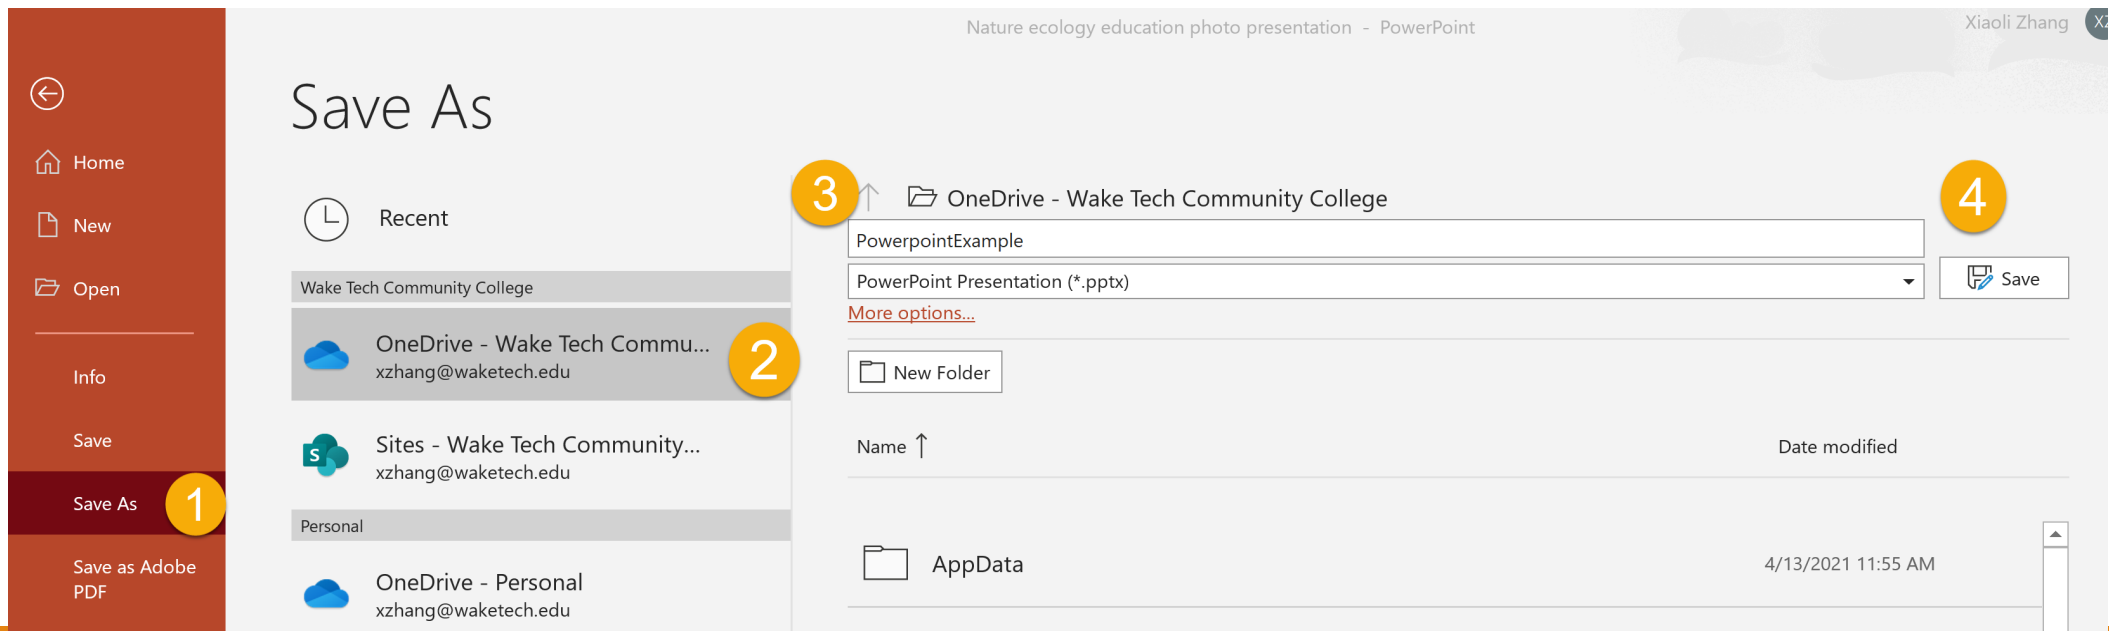 Nature ecology education photo presentation - PowerPoint
Xiaoli Zhang
XZ
Save As
Home
New
Open
Info
Save
Save As
1
Save as Adobe
PDF
Recent
Wake Tech Community College
OneDrive - Wake Tech Commu...
xzhang@waketech.edu
2
S
Sites - Wake Tech Community...
xzhang@waketech.edu
Personal
OneDrive - Personal
xzhang@waketech.edu
3
OneDrive - Wake Tech Community College
4
PowerpointExample
PowerPoint Presentation (*.pptx)
Save
More options...
New Folder
Name ↑
Date modified
AppData
4/13/2021 11:55 AM